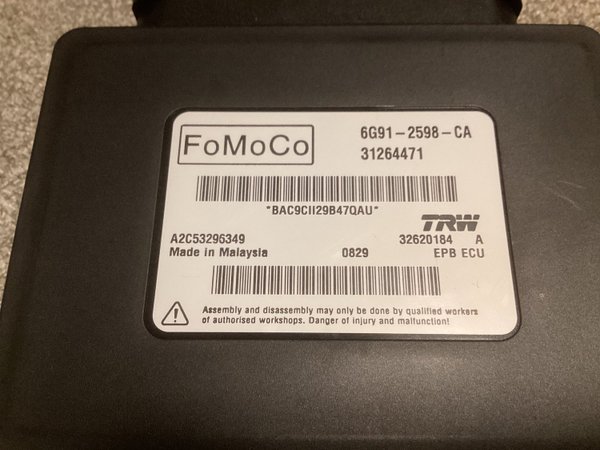 FoMoCo
6G91-2598-CA
31264471
*BAC9CII29B47QAU*
TRW
A2C53296349 32620184 A
Made in Malaysia 0829 EPB ECU
Assembly and disassembly may only be done by qualified workers
of authorised workshops. Danger of injury and malfunction!